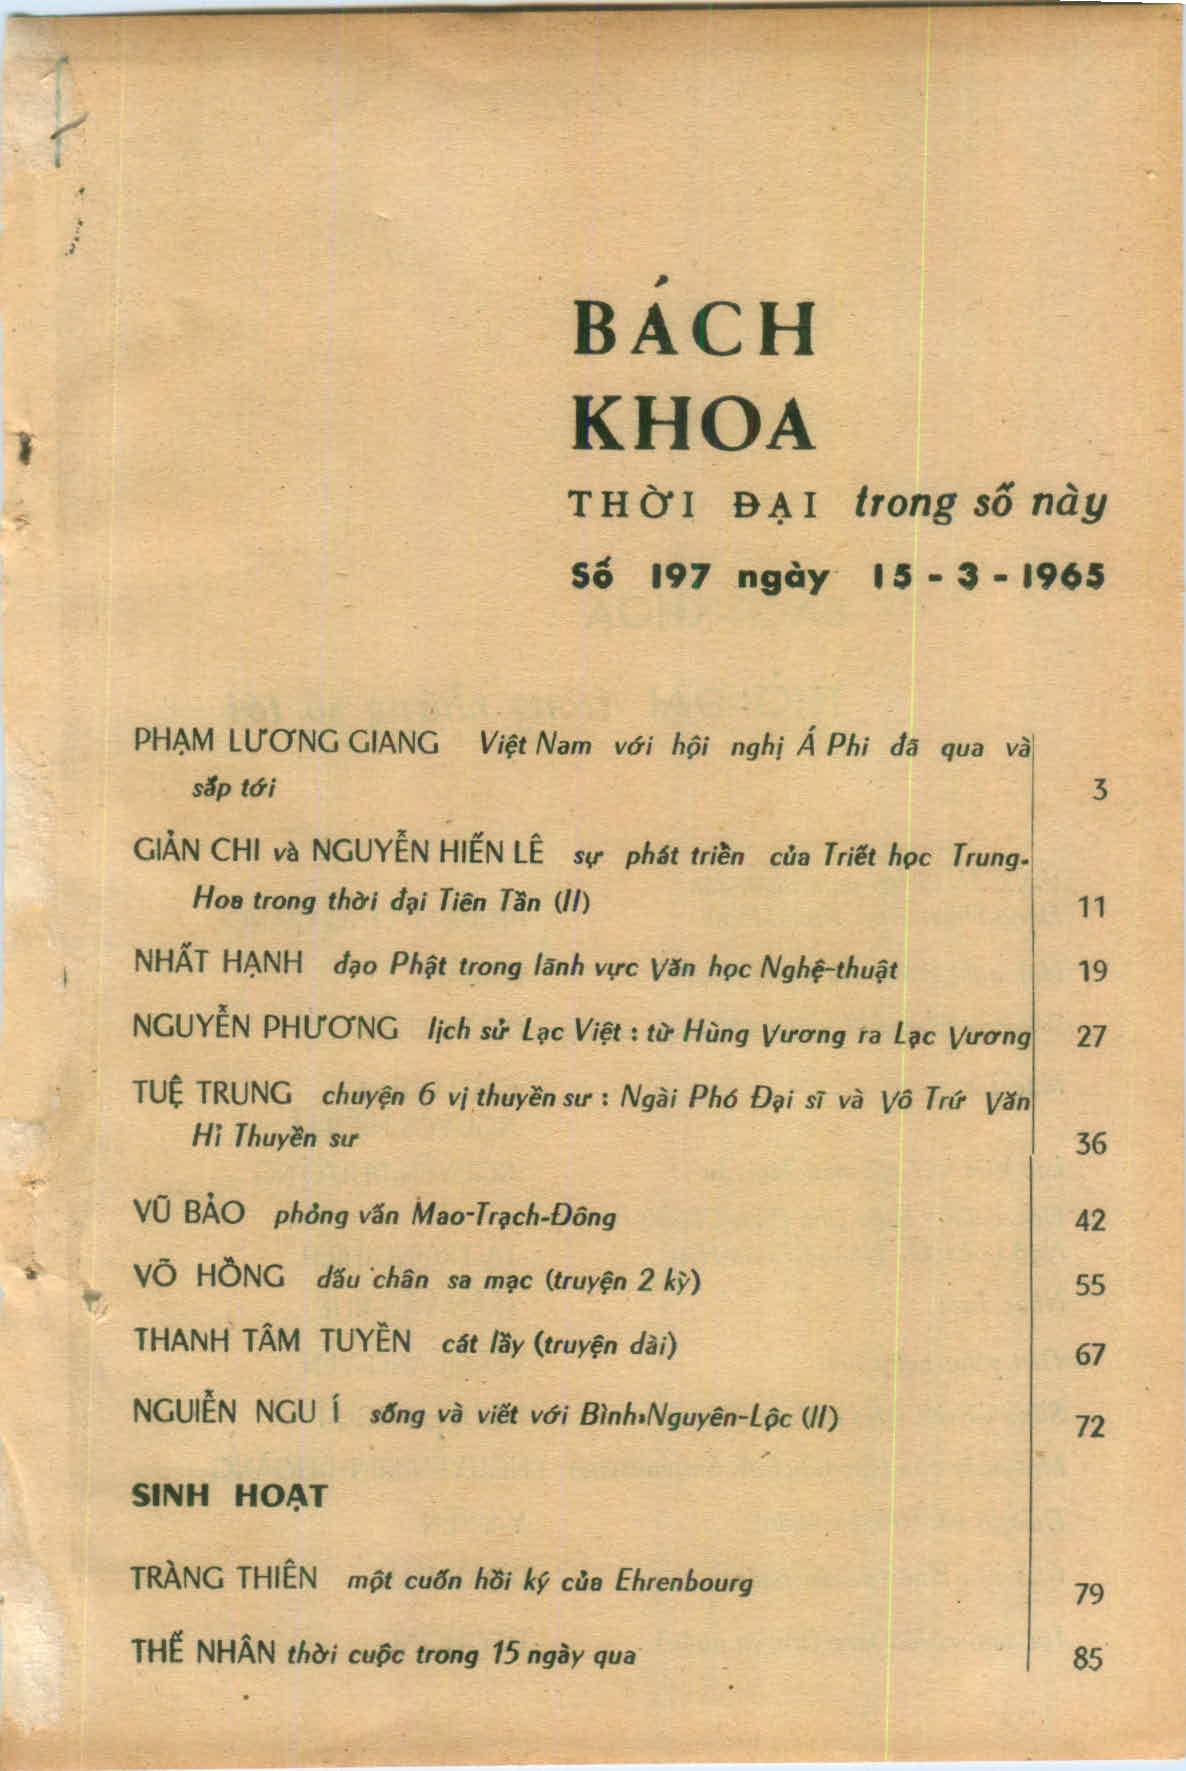 BÁCH
KHOA
THỜI ĐẠI trong số này
Số 197 ngày 15 - 3 - 1965
PHẠM LƯƠNG GIANG Việt Nam với hội nghị Á Phi đã qua và
sắp tới 3
GIẢN CHI và NGUYỄN HIẾN LÊ sự phát triển của Triết học Trung-
Hoa trong thời đại Tiên Tần (II) 11
NHẤT HẠNH đạo Phật trong lãnh vực Văn học Nghệ-thuật 19
NGUYỄN PHƯƠNG lịch sử Lạc Việt : từ Hùng Vương ra Lạc Vương 27
TUỆ TRUNG chuyện 6 vị thuyền sư : Ngài Phó Đại sĩ và Vô Trứ Văn
Hỉ Thuyền sư 36
VŨ BẢO phỏng vấn Mao-Trạch-Đông 42
VÕ HỒNG dấu chân sa mạc (truyện 2 kỳ) 55
THANH TÂM TUYỀN cát lầy (truyện dài) 67
NGUIỄN NGU Í sống và viết với Bình-Nguyên-Lộc (II) 72
SINH HOẠT
TRÀNG THIÊN một cuốn hồi ký của Ehrenbourg 79
THẾ NHÂN thời cuộc trong 15 ngày qua 85